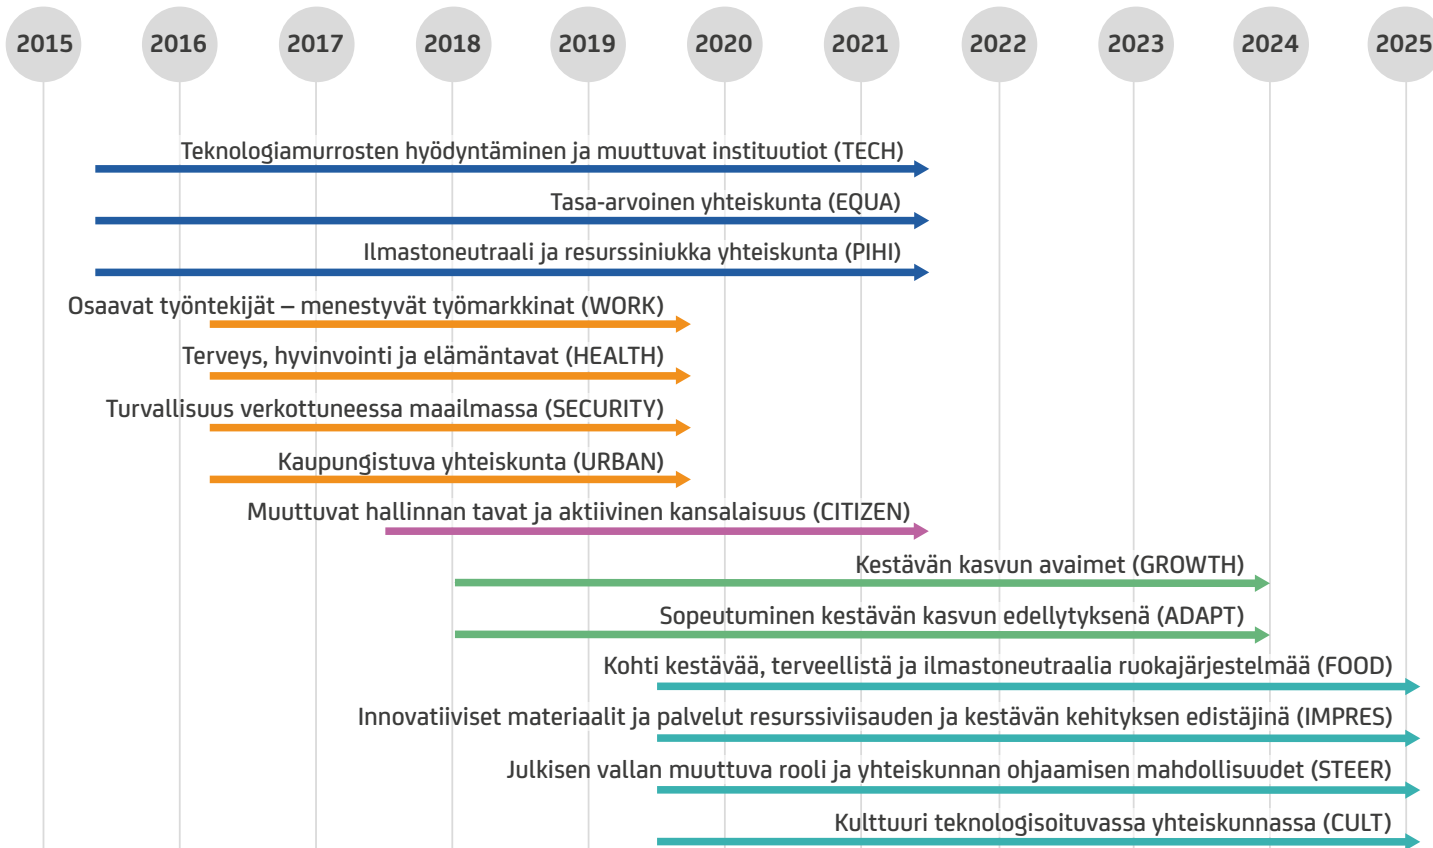 2015 2016 2017 2018 2019 2020 2021 2022 2023 2024 2025
Teknologiamurrosten hyödyntäminen ja muuttuvat instituutiot (TECH)
Tasa-arvoinen yhteiskunta (EQUA)
Ilmastoneutraali ja resurssiniukka yhteiskunta (PIHI)
Osaavat työntekijät – menestyvät työmarkkinat (WORK)
Terveys, hyvinvointi ja elämäntavat (HEALTH)
Turvallisuus verkottuneessa maailmassa (SECURITY)
Kaupungistuva yhteiskunta (URBAN)
Muuttuvat hallinnan tavat ja aktiivinen kansalaisuus (CITIZEN)
Kestävän kasvun avaimet (GROWTH)
Sopeutuminen kestävän kasvun edellytyksenä (ADAPT)
Kohti kestävää, terveellistä ja ilmastoneutraalia ruokajärjestelmää (FOOD)
Innovatiiviset materiaalit ja palvelut resurssiviisauden ja kestävän kehityksen edistäjinä (IMPRES)
Julkisen vallan muuttuva rooli ja yhteiskunnan ohjaamisen mahdollisuudet (STEER)
Kulttuuri teknologisoituvassa yhteiskunnassa (CULT)